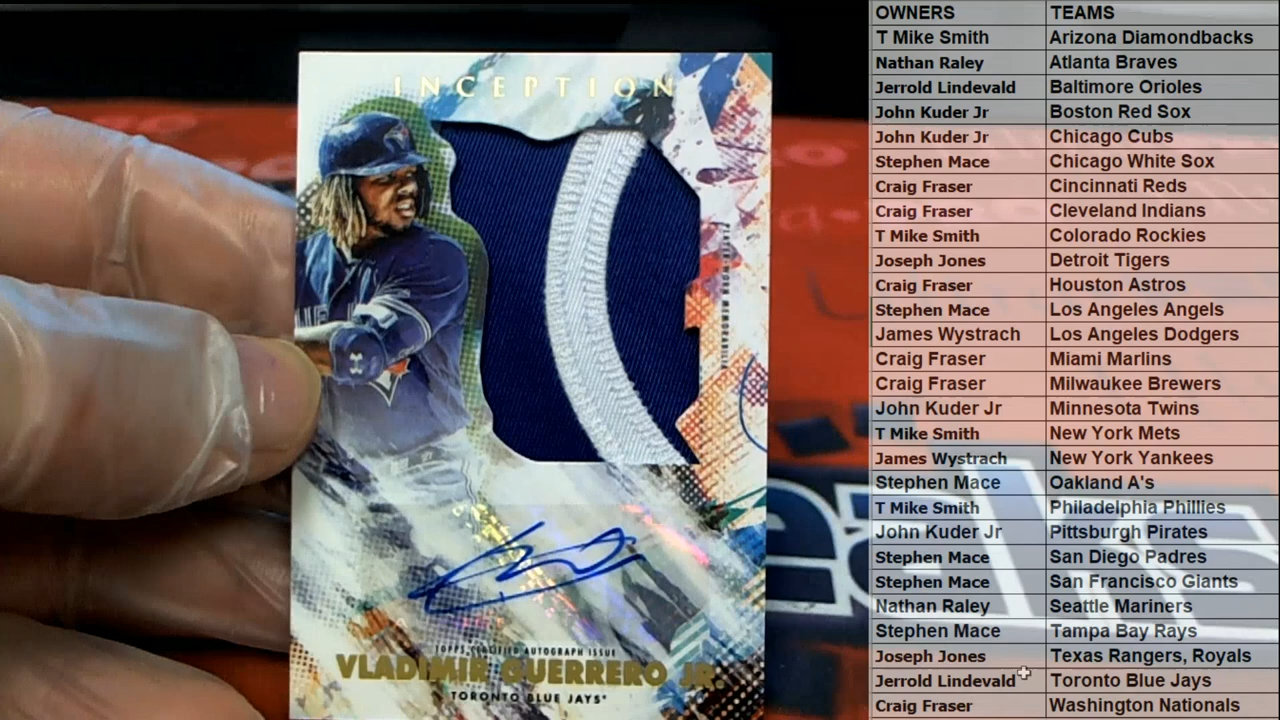 INCEPTION
PLAYER-WORN MEMORABILIA
TOPPS CERTIFIED AUTOGRAPH ISSUE
VLADIMIR GUERRERO JR.
TORONTO BLUE JAYS
OWNERS TEAMS
T Mike Smith Arizona Diamondbacks
Nathan Raley Atlanta Braves
Jerrold Lindevald Baltimore Orioles
John Kuder Jr Boston Red Sox
John Kuder Jr Chicago Cubs
Stephen Mace Chicago White Sox
Craig Fraser Cincinnati Reds
Craig Fraser Cleveland Indians
T Mike Smith Colorado Rockies
Joseph Jones Detroit Tigers
Craig Fraser Houston Astros
Stephen Mace Los Angeles Angels
James Wystrach Los Angeles Dodgers
Craig Fraser Miami Marlins
Craig Fraser Milwaukee Brewers
John Kuder Jr Minnesota Twins
T Mike Smith New York Mets
James Wystrach New York Yankees
Stephen Mace Oakland A's
T Mike Smith Philadelphia Phillies
John Kuder Jr Pittsburgh Pirates
Stephen Mace San Diego Padres
Stephen Mace San Francisco Giants
Nathan Raley Seattle Mariners
Stephen Mace Tampa Bay Rays
Joseph Jones Texas Rangers, Royals
Jerrold Lindevald Toronto Blue Jays
Craig Fraser Washington Nationals